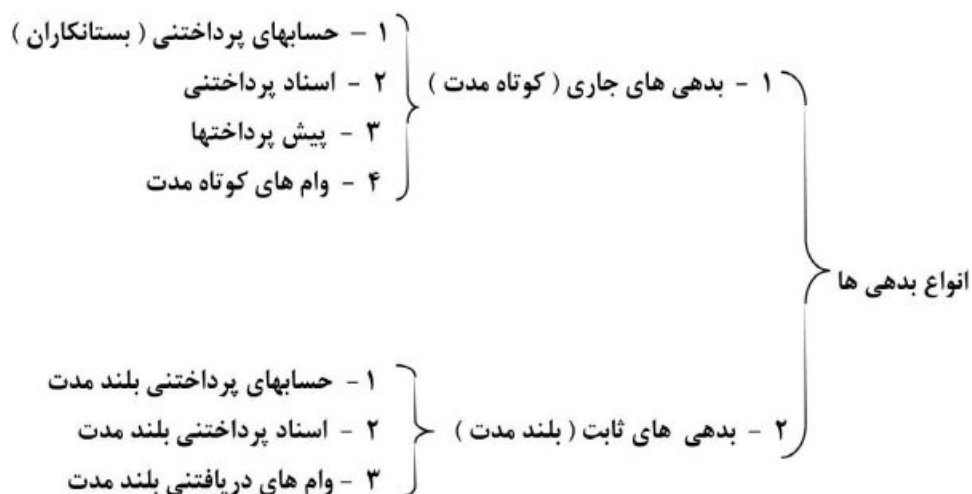 انواع بدهی ها
۱ - بدهی های جاری ( کوتاه مدت )
۱ - حسابهای پرداختنی ( بستانکاران )
۲ - اسناد پرداختنی
۳ - پیش پرداختها
۴ - وام های کوتاه مدت
۲ - بدهی های ثابت ( بلند مدت )
۱ - حسابهای پرداختنی بلند مدت
۲ - اسناد پرداختنی بلند مدت
۳ - وام های دریافتنی بلند مدت